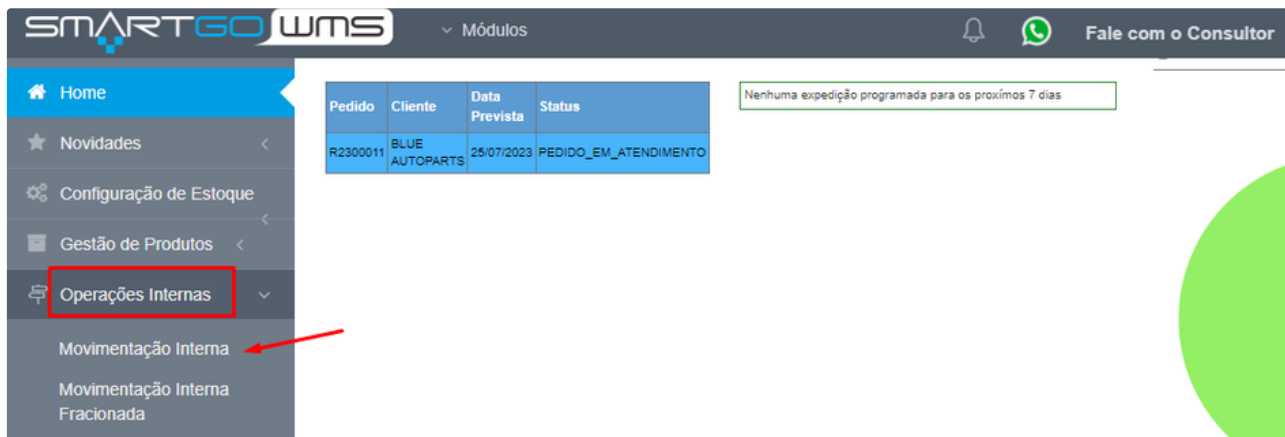 SMARTGO WMS
Módulos
Fale com o Consultor
Home
Novidades
Configuração de Estoque
Gestão de Produtos
Operações Internas
Movimentação Interna
Movimentação Interna
Fracionada
Pedido Cliente Data Prevista Status
R2300011 BLUE AUTOPARTS 25/07/2023 PEDIDO_EM_ATENDIMENTO
Nenhuma expedição programada para os proxímos 7 dias